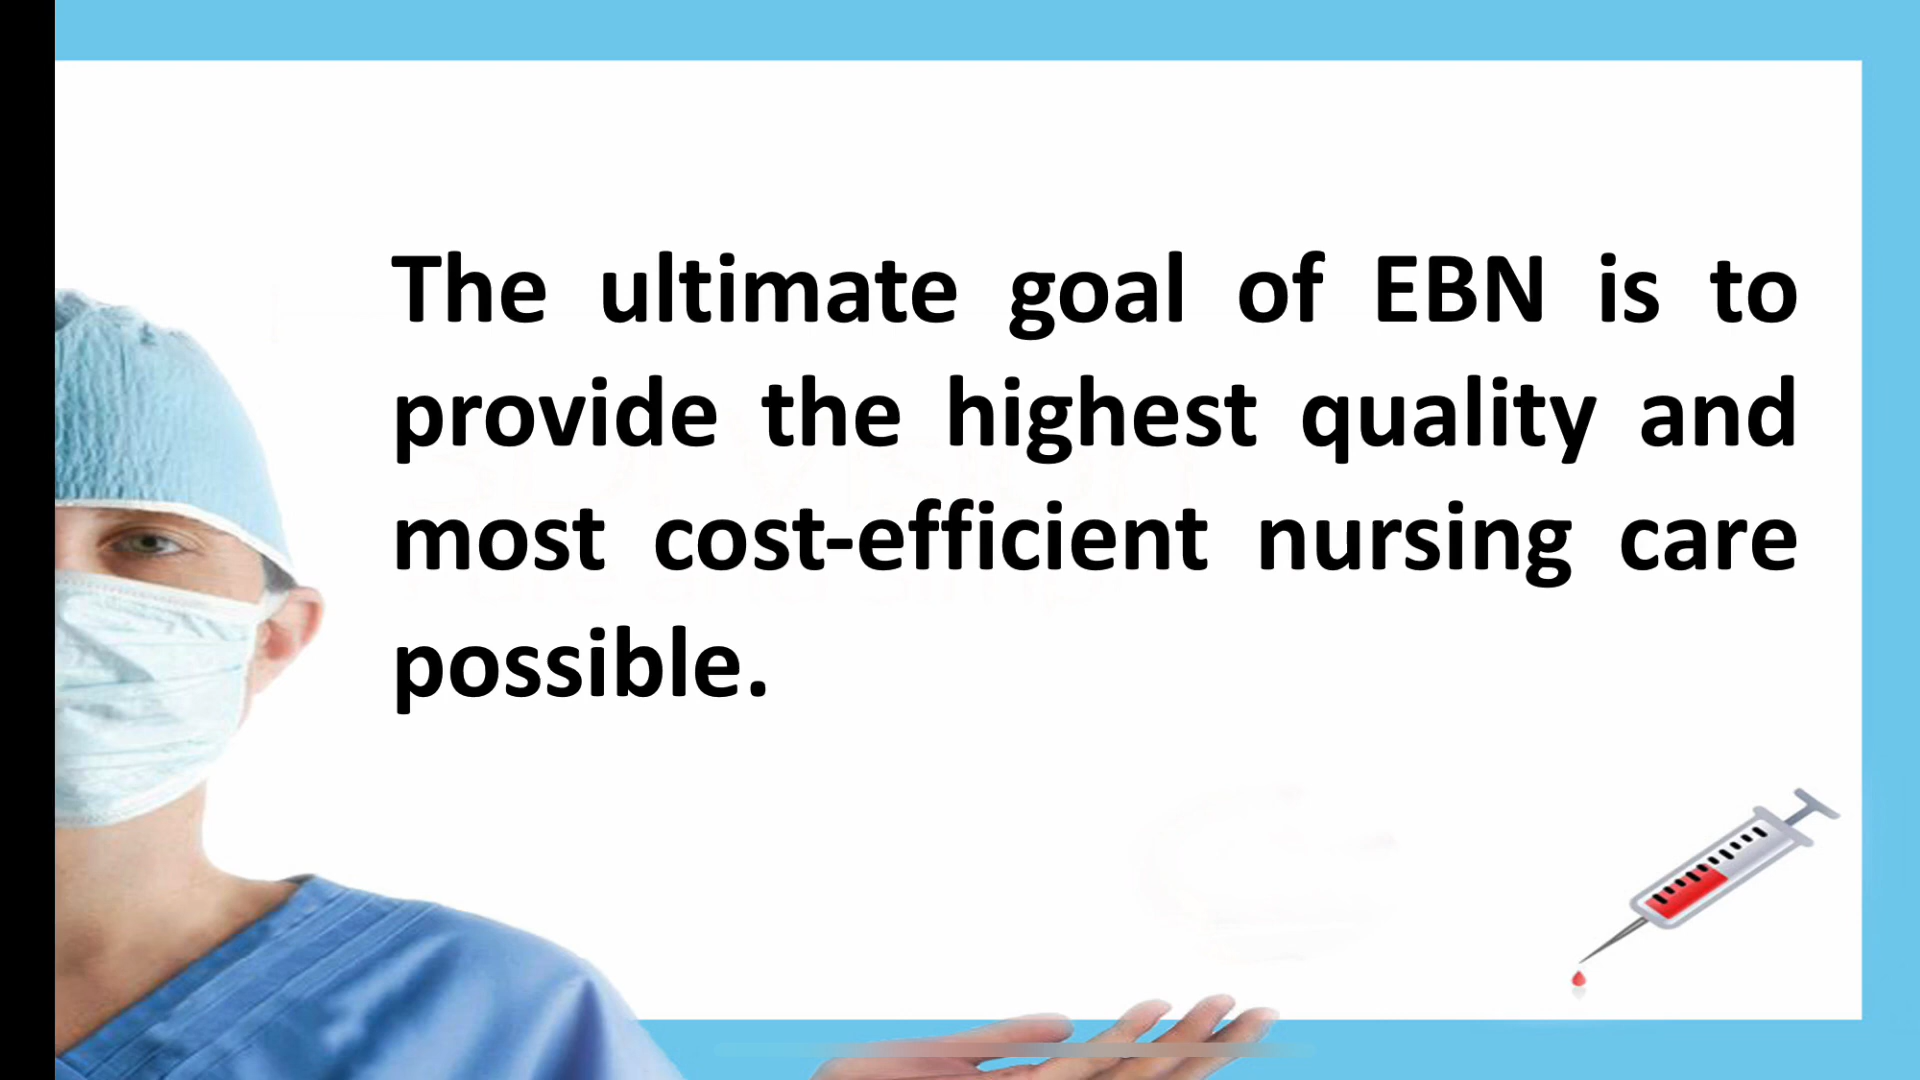 The ultimate goal of EBN is to
provide the highest quality and
most cost-efficient nursing care
possible.